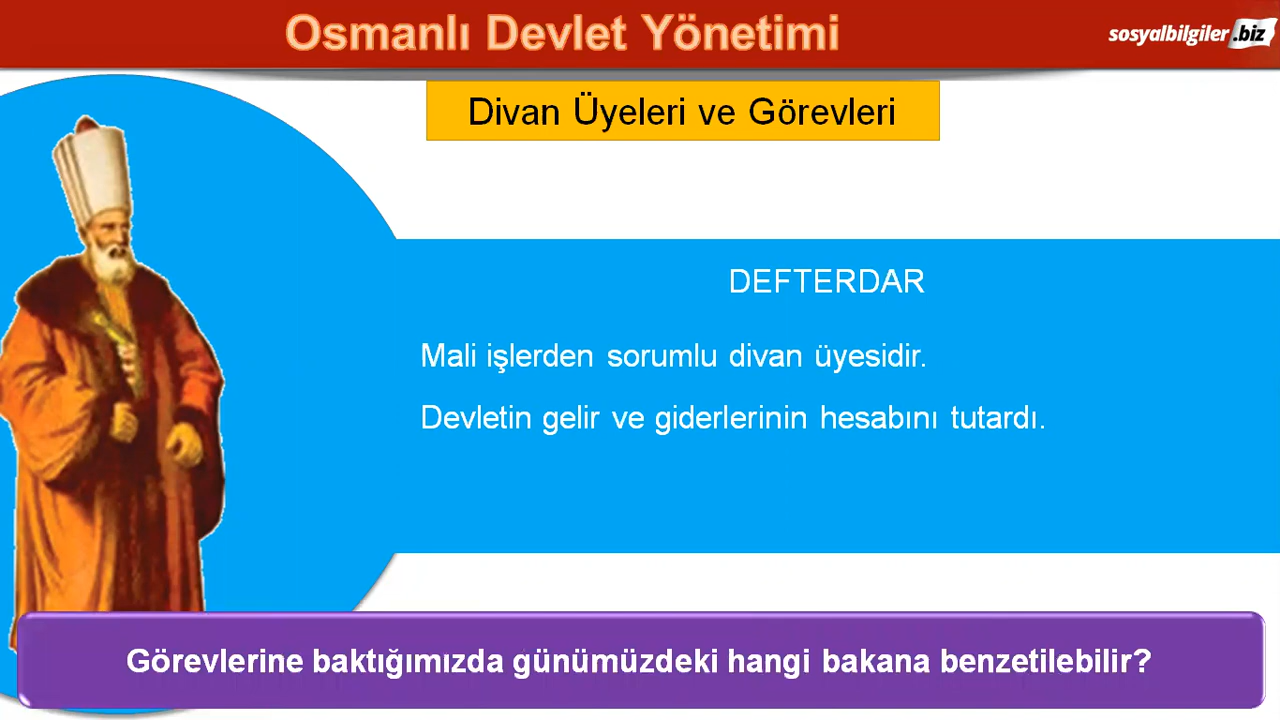 Osmanlı Devlet Yönetimi
sosyalbilgiler.biz
Divan Üyeleri ve Görevleri
DEFTERDAR
Mali işlerden sorumlu divan üyesidir.
Devletin gelir ve giderlerinin hesabını tutardı.
Görevlerine baktığımızda günümüzdeki hangi bakana benzetilebilir?